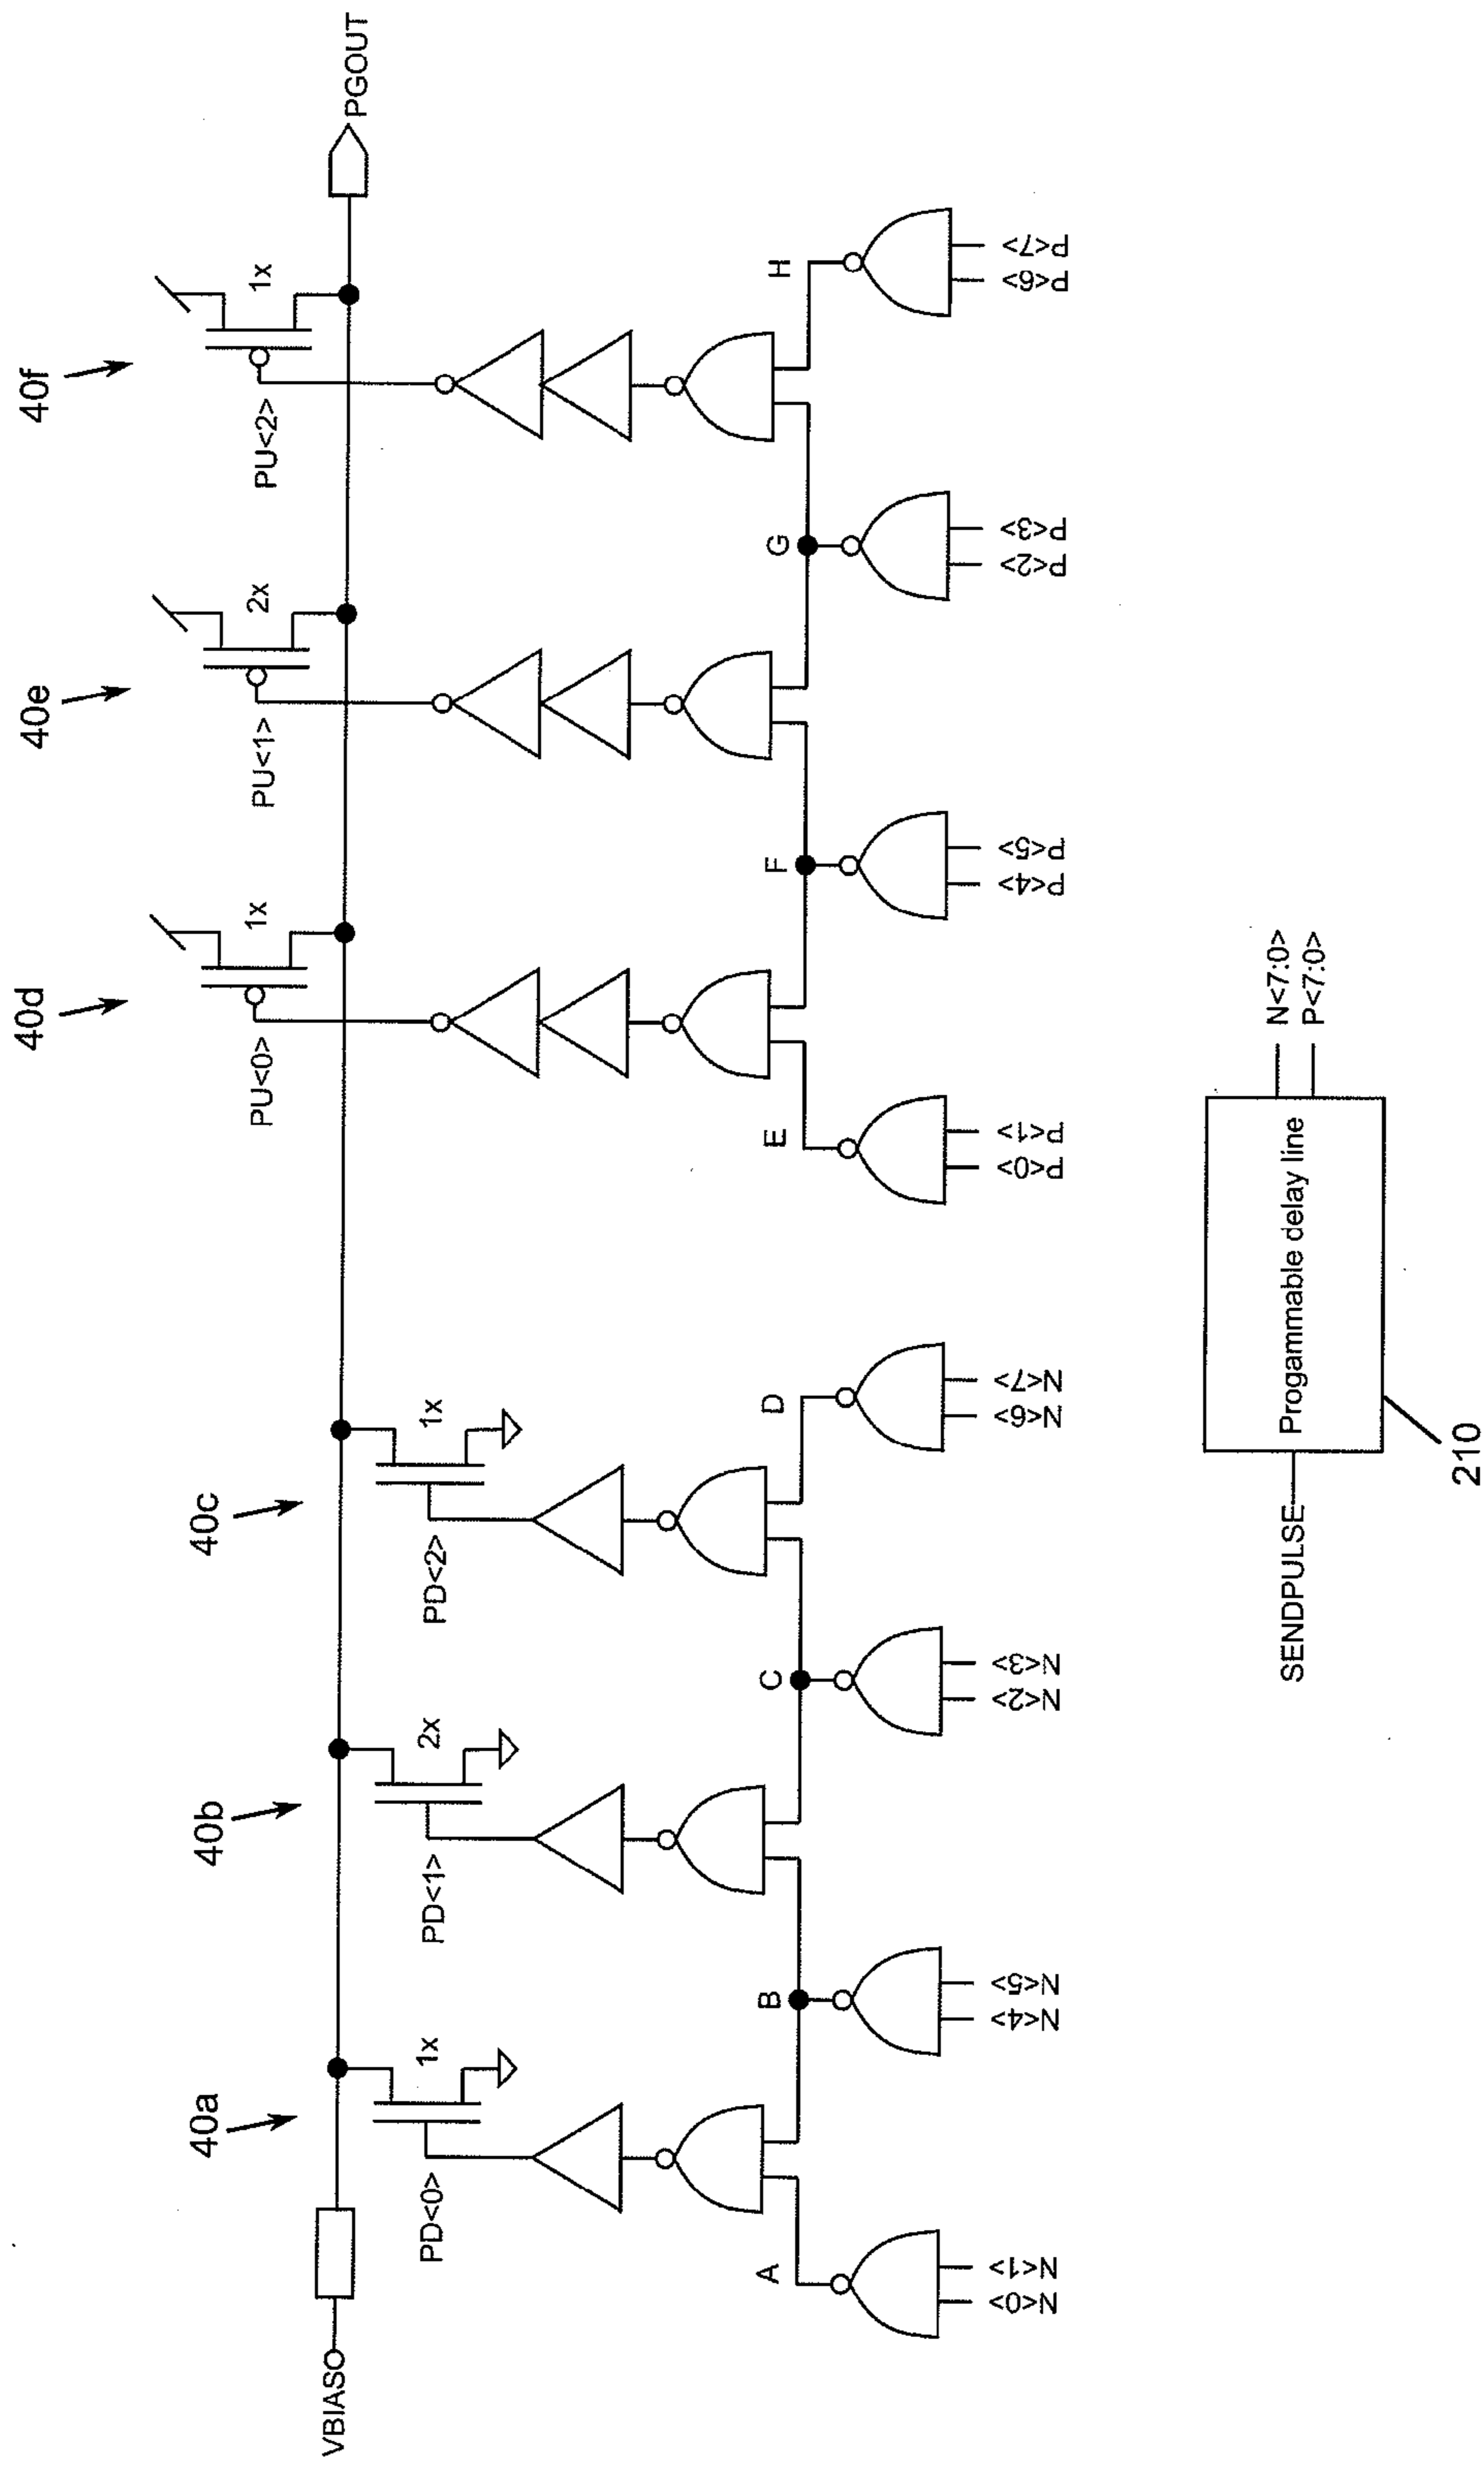 40a
40b
40c
40d
40e
40f
VBIAS
PGOUT
1x
2x
1x
1x
2x
1x
PD<0>
PD<1>
PD<2>
PU<0>
PU<1>
PU<2>
A
B
C
D
E
F
G
H
N<0>
N<1>
N<4>
N<5>
N<2>
N<3>
N<6>
N<7>
P<0>
P<1>
P<4>
P<5>
P<2>
P<3>
P<6>
P<7>
SENDPULSE
Progammable delay line
N<7:0>
P<7:0>
210